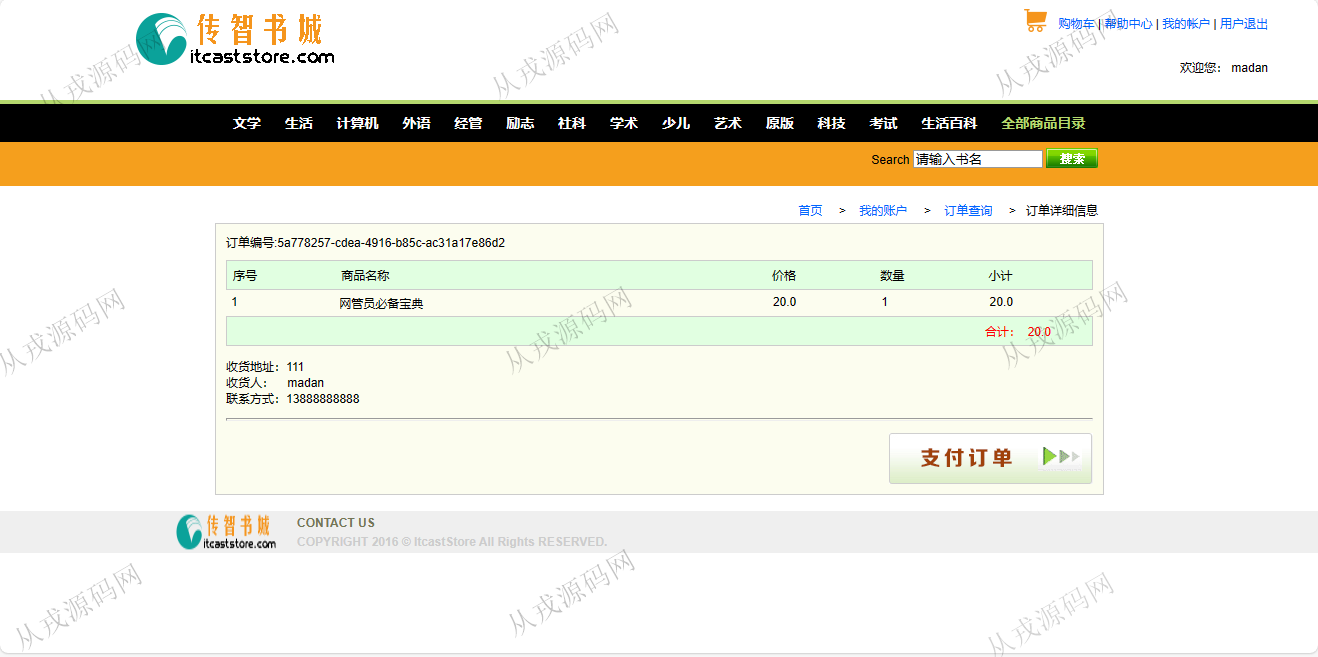 传智书城
itcaststore.com
购物车 | 帮助中心 | 我的帐户 | 用户退出
欢迎您： madan
文学 生活 计算机 外语 经管 励志 社科 学术 少儿 艺术 原版 科技 考试 生活百科 全部商品目录
Search 请输入书名 搜索
首页 > 我的账户 > 订单查询 > 订单详细信息
订单编号:5a778257-cdea-4916-b85c-ac31a17e86d2
序号 商品名称 价格 数量 小计
1 网管员必备宝典 20.0 1 20.0
合计： 20.0
收货地址：111
收货人： madan
联系方式：13888888888
支付订单
传智书城
itcaststore.com
CONTACT US
COPYRIGHT 2016 © ItcastStore All Rights RESERVED.
从戎源码网
从戎源码网
从戎源码网
从戎源码网
从戎源码网
从戎源码网
从戎源码网
从戎源码网
从戎源码网